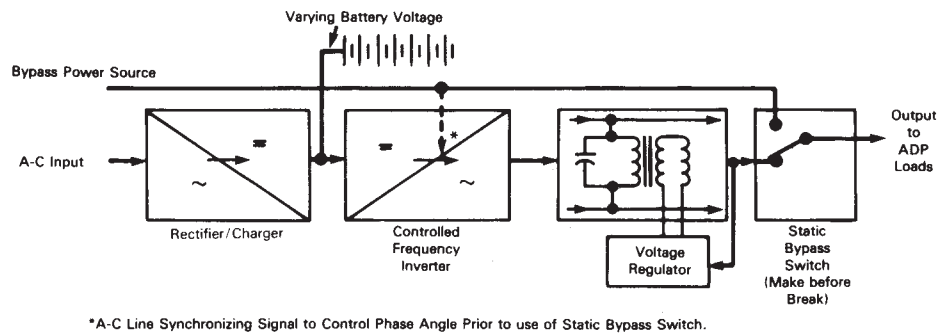 Varying Battery Voltage
Bypass Power Source
A-C Input
=
~
=
*
~
Output
to
ADP
Loads
Rectifier/Charger
Controlled
Frequency
Inverter
Voltage
Regulator
Static
Bypass
Switch
(Make before
Break)
*A-C Line Synchronizing Signal to Control Phase Angle Prior to use of Static Bypass Switch.